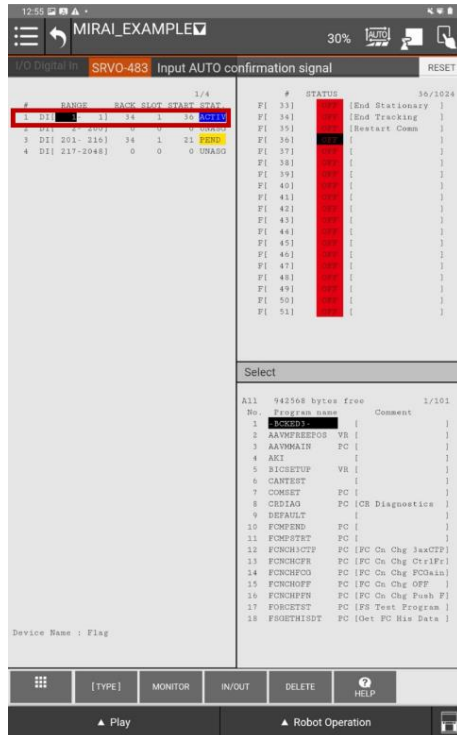 12:55
MIRAI_EXAMPLE
30%
AUTO
I/O Digital In
SRVO-483 Input AUTO confirmation signal
RESET
1/4
# RANGE RACK SLOT START STAT.
1 DI[ 1- 1] 34 1 36 ACTIV
2 DI[ 2- 200] 0 0 0 UNASG
3 DI[ 201- 216] 34 1 21 PEND
4 DI[ 217-2048] 0 0 0 UNASG
Device Name : Flag
# STATUS 36/1024
F[ 33] OFF [End Stationary ]
F[ 34] OFF [End Tracking ]
F[ 35] OFF [Restart Comm ]
F[ 36] OFF [ ]
F[ 37] OFF [ ]
F[ 38] OFF [ ]
F[ 39] OFF [ ]
F[ 40] OFF [ ]
F[ 41] OFF [ ]
F[ 42] OFF [ ]
F[ 43] OFF [ ]
F[ 44] OFF [ ]
F[ 45] OFF [ ]
F[ 46] OFF [ ]
F[ 47] OFF [ ]
F[ 48] OFF [ ]
F[ 49] OFF [ ]
F[ 50] OFF [ ]
F[ 51] OFF [ ]
Select
All 942568 bytes free 1/101
No. Program name Comment
1 -BCKED3- [ ]
2 AAVMFREEPOS VR [ ]
3 AAVMMAIN PC [ ]
4 AKI [ ]
5 BICSETUP VR [ ]
6 CANTEST [ ]
7 COMSET PC [ ]
8 CRDIAG PC [CR Diagnostics ]
9 DEFAULT [ ]
10 FCMPEND PC [ ]
11 FCMPSTRT PC [ ]
12 FCNCH3CTP PC [FC Cn Chg 3axCTP]
13 FCNCHCFR PC [FC Cn Chg CtrlFr]
14 FCNCHFCG PC [FC Cn Chg FCGain]
15 FCNCHOFF PC [FC Cn Chg OFF ]
16 FCNCHPFN PC [FC Cn Chg Push F]
17 FORCETST PC [FS Test Program ]
18 FSGETHISDT PC [Get FC His Data ]
[TYPE]
MONITOR
IN/OUT
DELETE
HELP
▲ Play
▲ Robot Operation